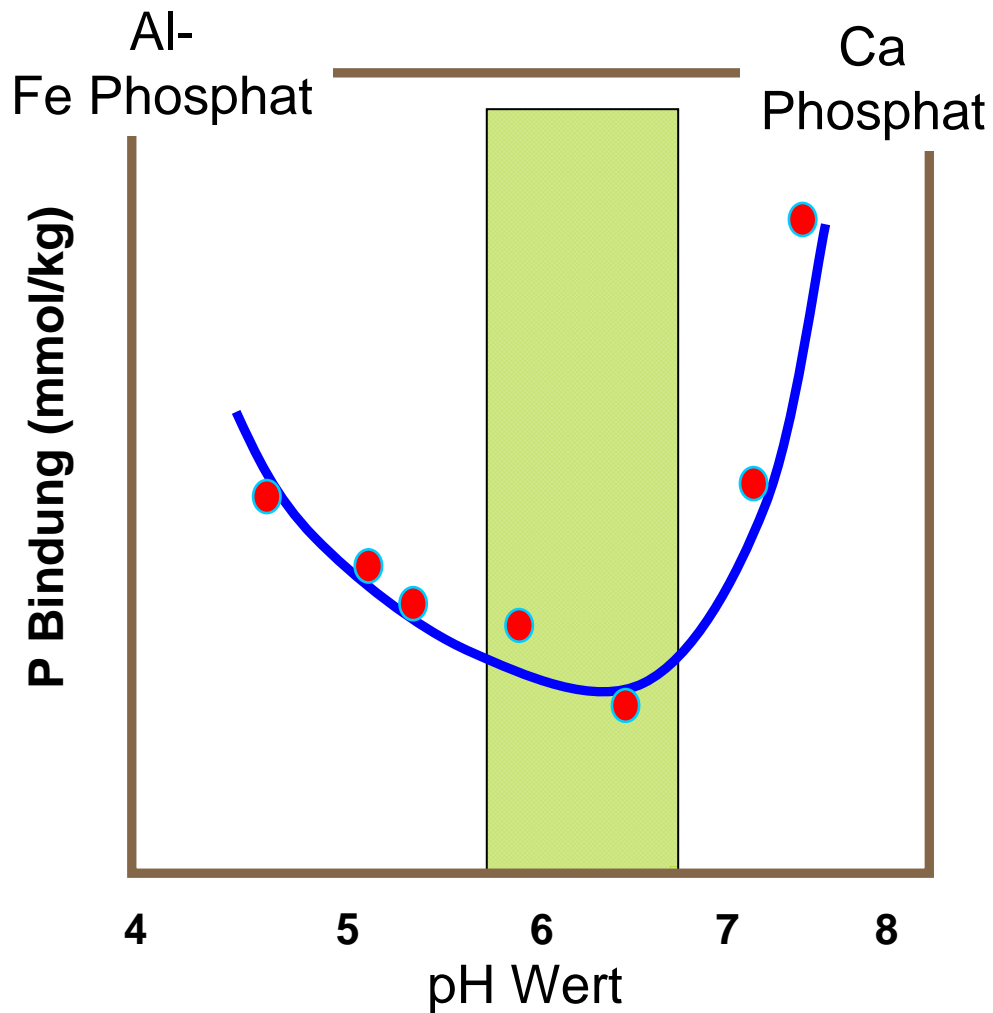 Al-
Fe Phosphat
Ca
Phosphat
P Bindung (mmol/kg)
4 5 6 7 8
pH Wert